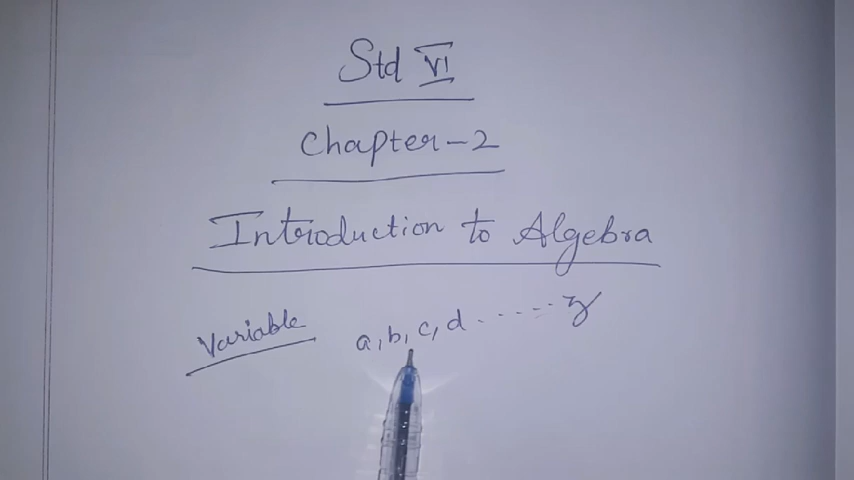 Std VI
Chapter-2
Introduction to Algebra
Variable a, b, c, d ...... z